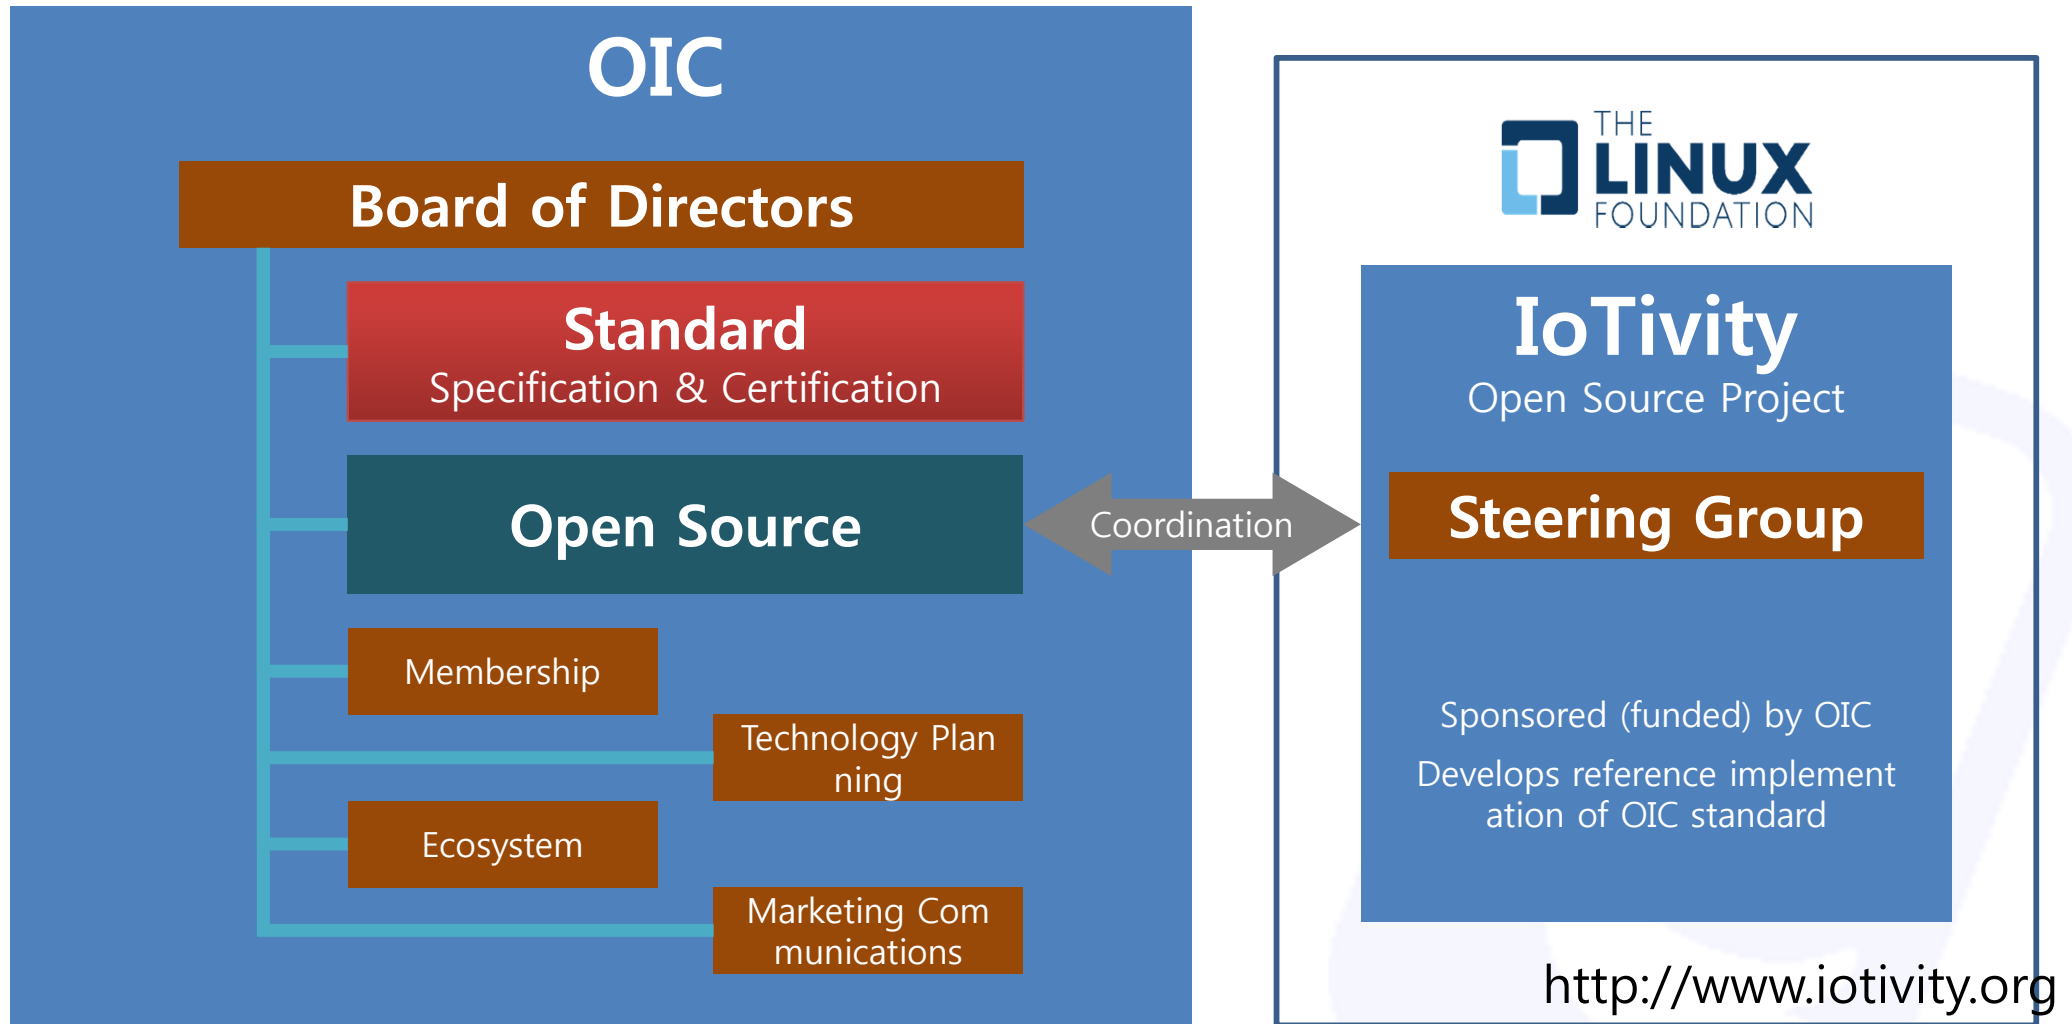 OIC
Board of Directors
Standard
Specification & Certification
Open Source
Membership
Technology Plan
ning
Ecosystem
Marketing Com
munications
Coordination
THE
LINUX
FOUNDATION
IoTivity
Open Source Project
Steering Group
Sponsored (funded) by OIC
Develops reference implement
ation of OIC standard
http://www.iotivity.org